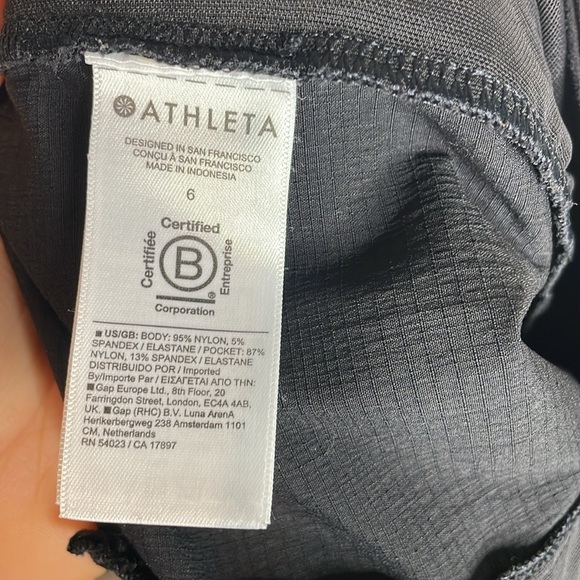 ATHLETA
DESIGNED IN SAN FRANCISCO
CONÇU À SAN FRANCISCO
MADE IN INDONESIA
6
Certified
Certifiée
B
®
Entreprise
Corporation
■ US/GB: BODY: 95% NYLON, 5%
SPANDEX / ELASTANE / POCKET: 87%
NYLON, 13% SPANDEX / ELASTANE
DISTRIBUIDO POR / Imported
By/Importe Par / ΕΙΣΑΓΕΤΑΙ ΑΠΟ ΤΗΝ:
■ Gap Europe Ltd., 8th Floor, 20
Farringdon Street, London, EC4A 4AB,
UK. ■ Gap (RHC) B.V. Luna ArenA
Herikerbergweg 238 Amsterdam 1101
CM, Netherlands
RN 54023 / CA 17897